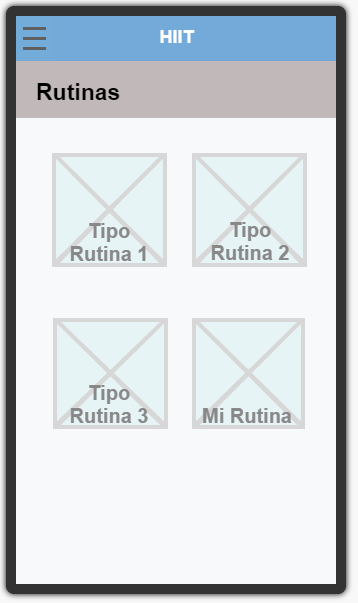 HIIT
Rutinas
Tipo
Rutina 1
Tipo
Rutina 2
Tipo
Rutina 3
Mi Rutina